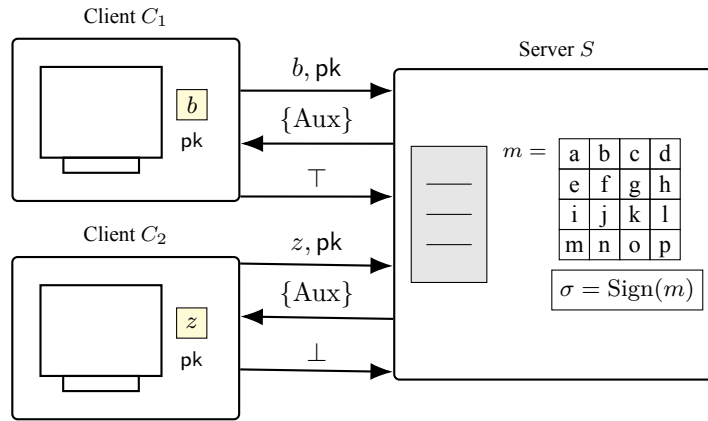 Client C₁
b
pk
b, pk
{Aux}
⊤
Client C₂
z
pk
z, pk
{Aux}
⊥
Server S
m =
a b c d
e f g h
i j k l
m n o p
σ = Sign(m)